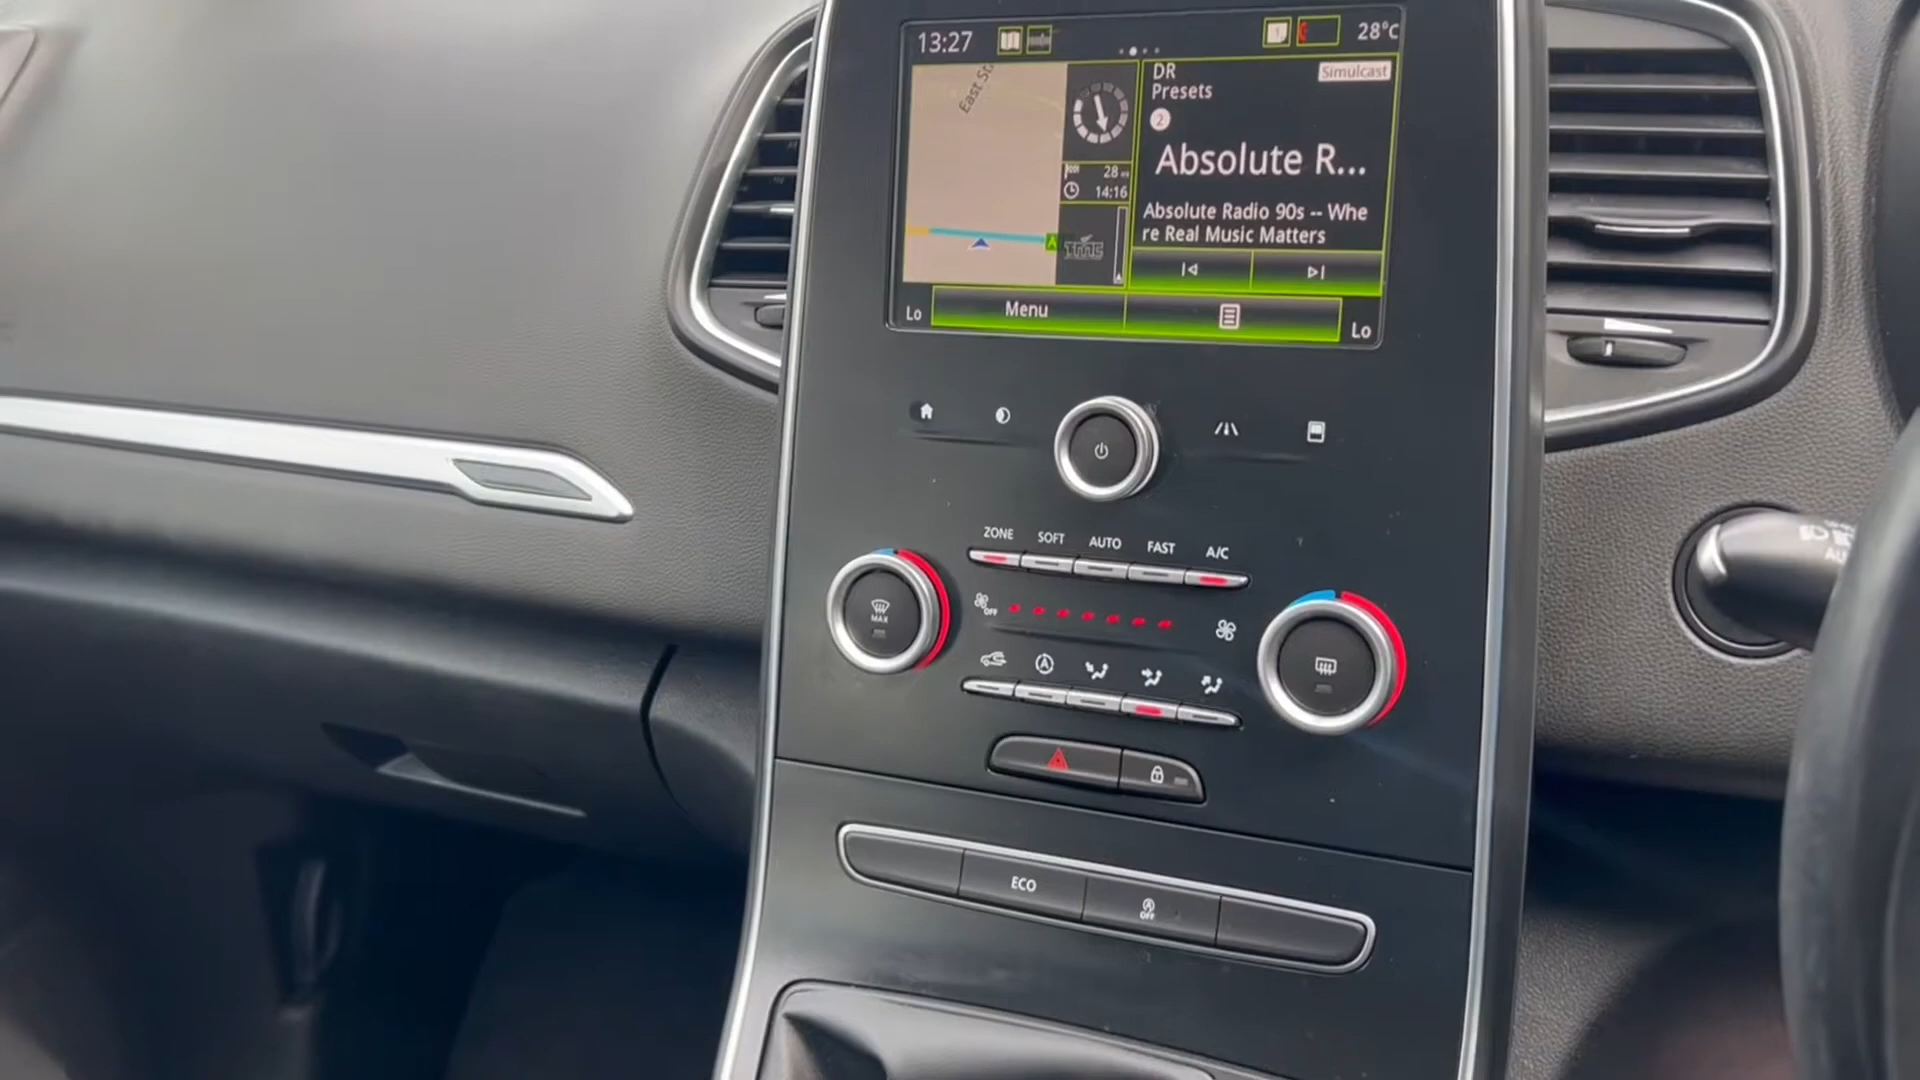 13:27
28°C
East St
DR
Presets
Simulcast
2
Absolute R...
28
14:16
Absolute Radio 90s -- Whe
re Real Music Matters
tmc
Lo
Menu
Lo
ZONE
SOFT
AUTO
FAST
A/C
MAX
OFF
A
ECO
A
OFF